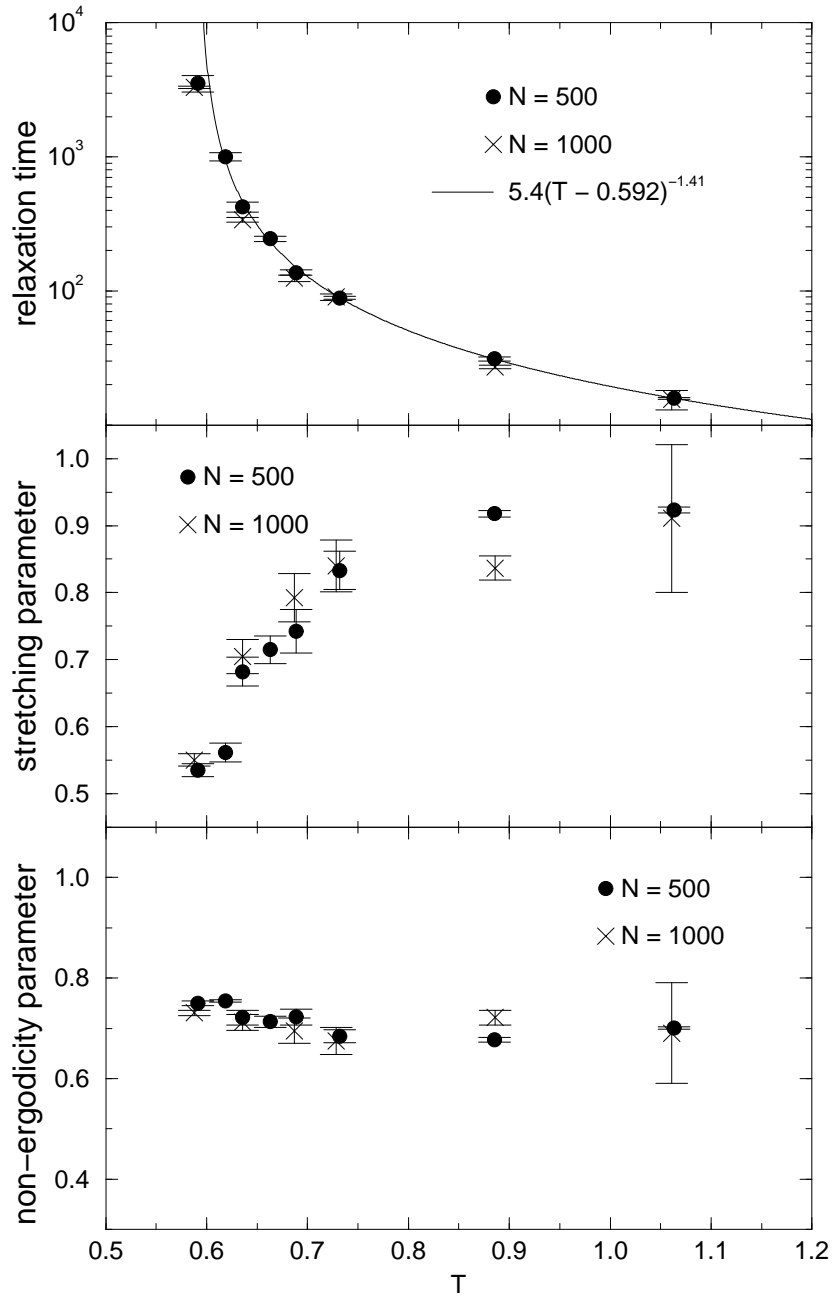 10^4
10^3
10^2
relaxation time
N = 500
N = 1000
5.4(T − 0.592)^−1.41
1.0
0.9
0.8
0.7
0.6
0.5
stretching parameter
N = 500
N = 1000
1.0
0.8
0.6
0.4
non−ergodicity parameter
N = 500
N = 1000
0.5 0.6 0.7 0.8 0.9 1.0 1.1 1.2
T